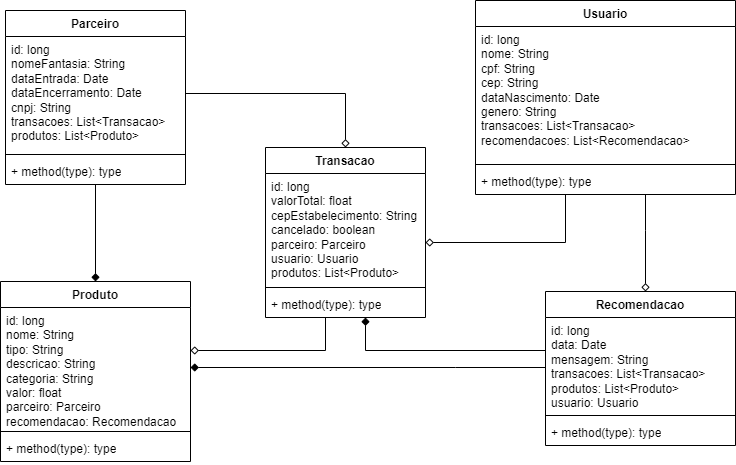 Parceiro
id: long
nomeFantasia: String
dataEntrada: Date
dataEncerramento: Date
cnpj: String
transacoes: List<Transacao>
produtos: List<Produto>
+ method(type): type
Usuario
id: long
nome: String
cpf: String
cep: String
dataNascimento: Date
genero: String
transacoes: List<Transacao>
recomendacoes: List<Recomendacao>
+ method(type): type
Transacao
id: long
valorTotal: float
cepEstabelecimento: String
cancelado: boolean
parceiro: Parceiro
usuario: Usuario
produtos: List<Produto>
+ method(type): type
Produto
id: long
nome: String
tipo: String
descricao: String
categoria: String
valor: float
parceiro: Parceiro
recomendacao: Recomendacao
+ method(type): type
Recomendacao
id: long
data: Date
mensagem: String
transacoes: List<Transacao>
produtos: List<Produto>
usuario: Usuario
+ method(type): type